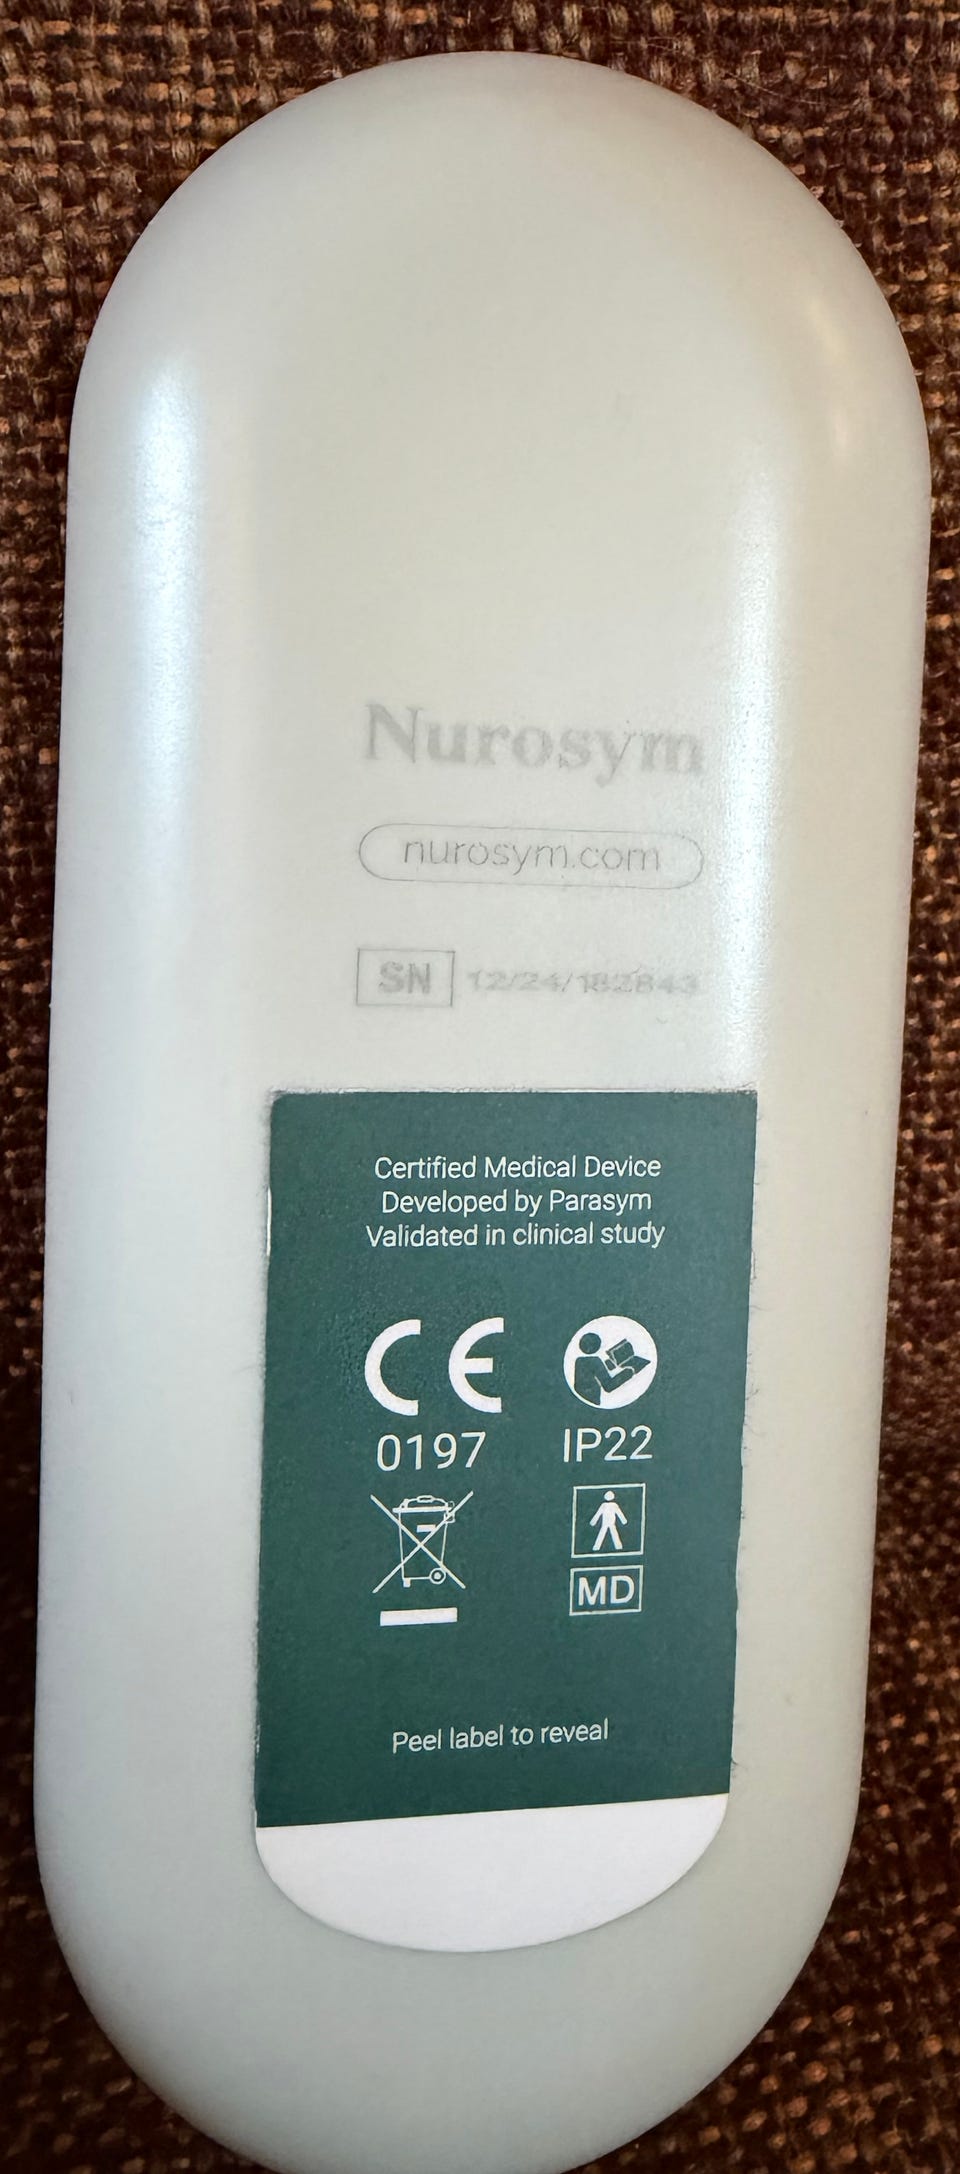 Nurosym
nurosym.com
SN 12/24/182843
Certified Medical Device
Developed by Parasym
Validated in clinical study
CE
0197 IP22
MD
Peel label to reveal